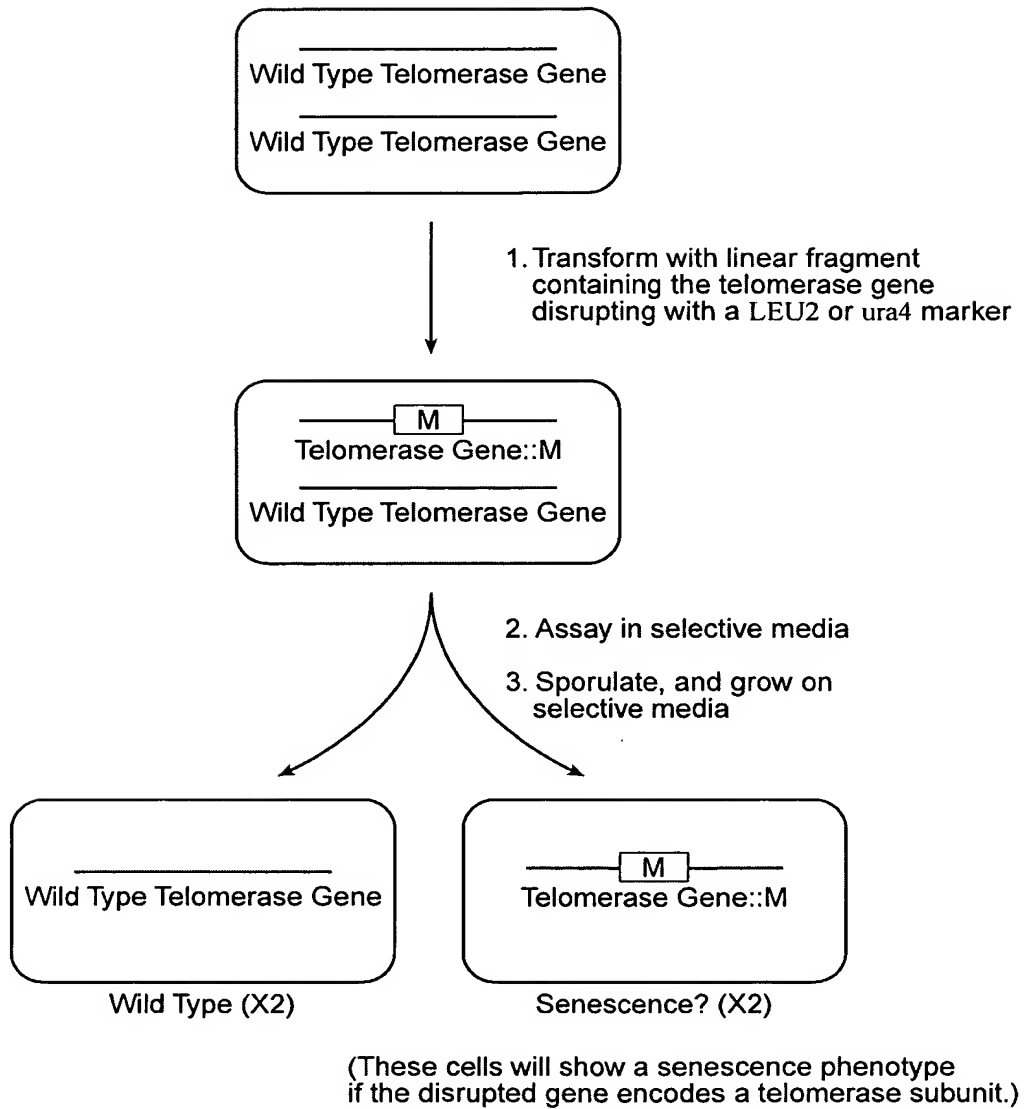 Wild Type Telomerase Gene
Wild Type Telomerase Gene
1. Transform with linear fragment
containing the telomerase gene
disrupting with a LEU2 or ura4 marker
M
Telomerase Gene::M
Wild Type Telomerase Gene
2. Assay in selective media
3. Sporulate, and grow on
selective media
Wild Type Telomerase Gene
Wild Type (X2)
M
Telomerase Gene::M
Senescence? (X2)
(These cells will show a senescence phenotype
if the disrupted gene encodes a telomerase subunit.)